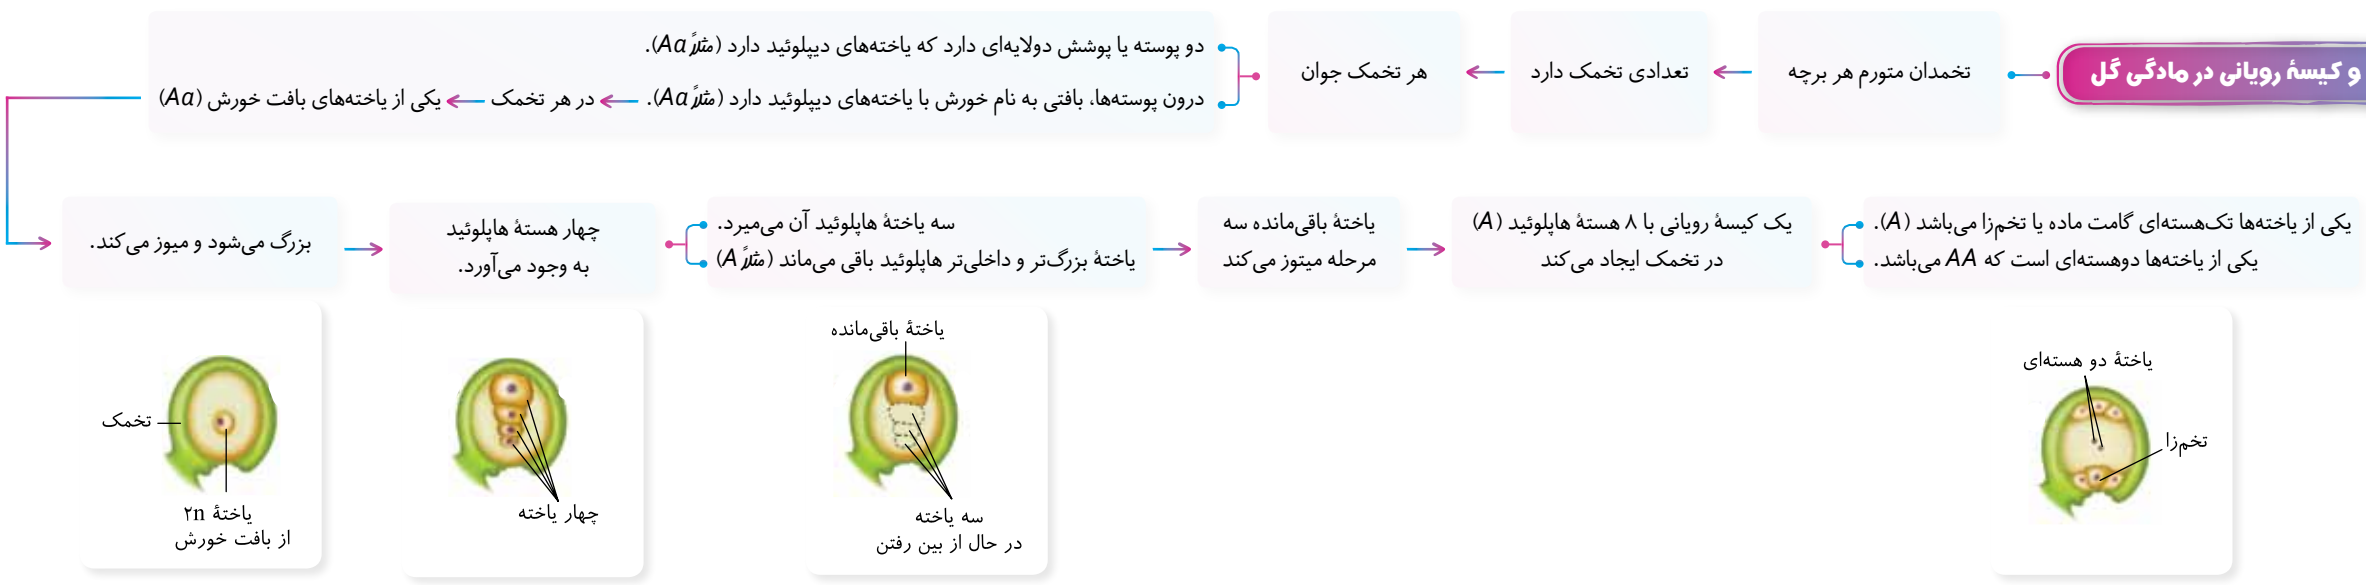 و کیسهٔ رویانی در مادگی گل
تخمدان متورم هر برچه
تعدادی تخمک دارد
هر تخمک جوان
دو پوسته یا پوشش دولایه‌ای دارد که یاخته‌های دیپلوئید دارد (مثلاً Aa).
درون پوسته‌ها، بافتی به نام خورش با یاخته‌های دیپلوئید دارد (مثلاً Aa). در هر تخمک یکی از یاخته‌های بافت خورش (Aa)
بزرگ می‌شود و میوز می‌کند.
چهار هستهٔ هاپلوئید
به وجود می‌آورد.
سه یاختهٔ هاپلوئید آن می‌میرد.
یاختهٔ بزرگ‌تر و داخلی‌تر هاپلوئید باقی می‌ماند (مثلاً A)
یاختهٔ باقی‌مانده سه
مرحله میتوز می‌کند
یک کیسهٔ رویانی با ۸ هستهٔ هاپلوئید (A)
در تخمک ایجاد می‌کند
یکی از یاخته‌ها تک‌هسته‌ای گامت ماده یا تخم‌زا می‌باشد (A).
یکی از یاخته‌ها دوهسته‌ای است که AA می‌باشد.
تخمک
یاختهٔ ۲n
از بافت خورش
چهار یاخته
یاختهٔ باقی‌مانده
سه یاخته
در حال از بین رفتن
یاختهٔ دو هسته‌ای
تخم‌زا